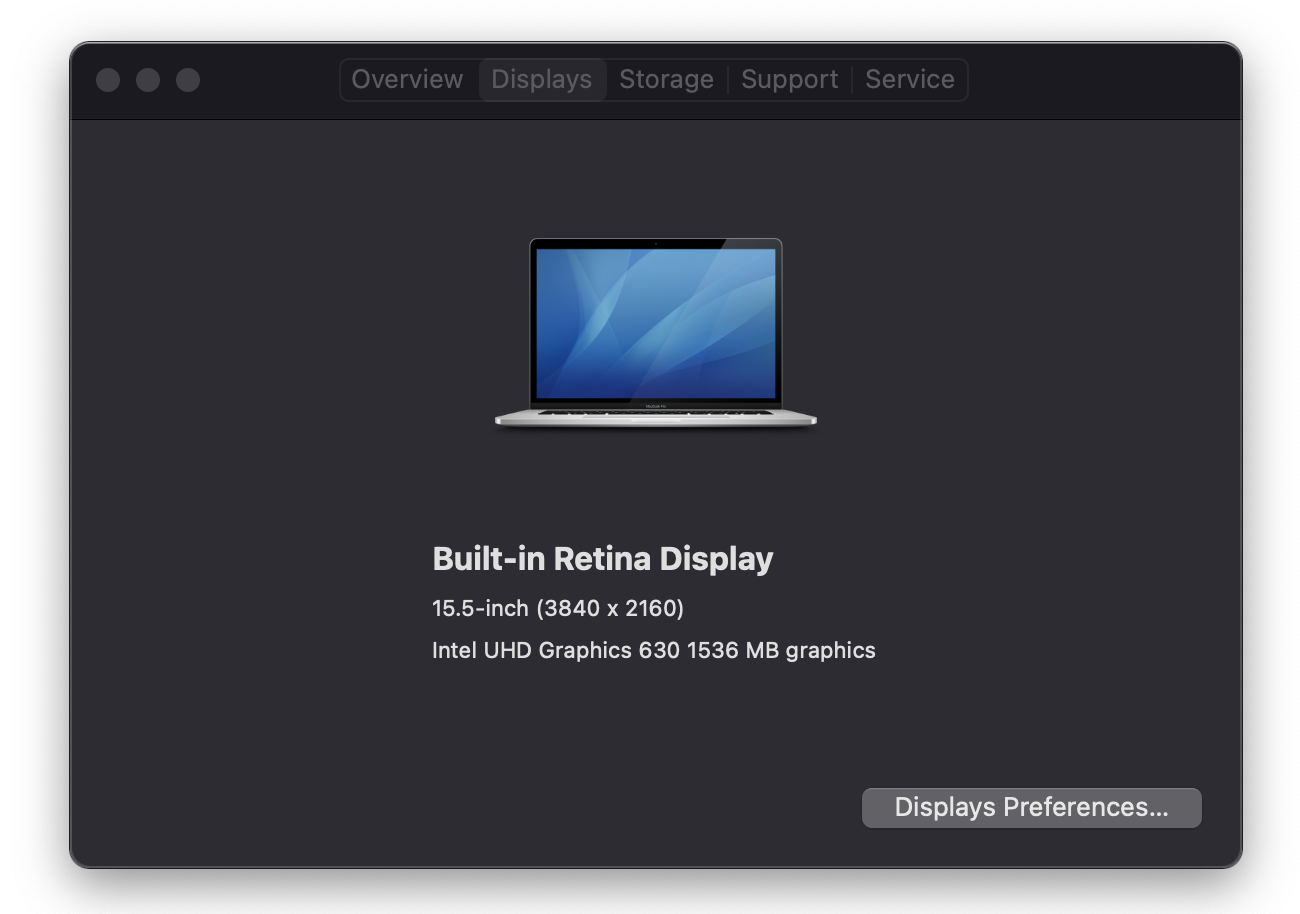 Overview Displays Storage Support Service
Built-in Retina Display
15.5-inch (3840 x 2160)
Intel UHD Graphics 630 1536 MB graphics
Displays Preferences...